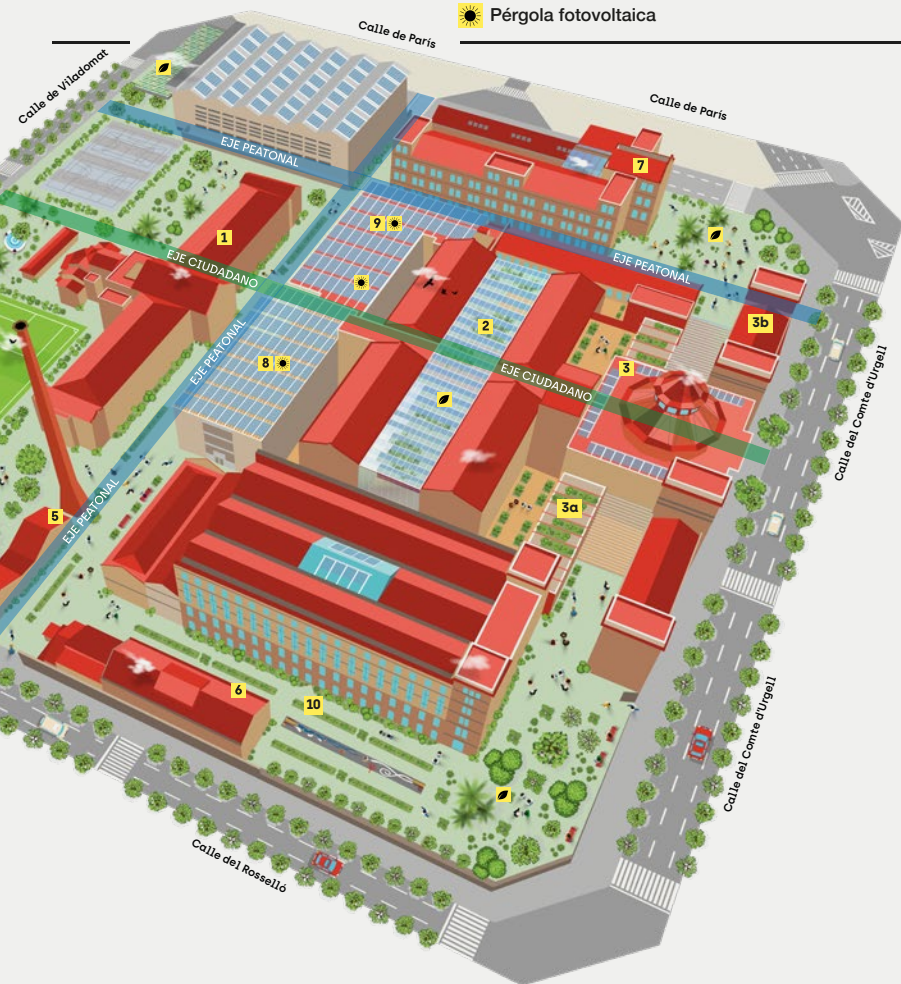 Pérgola fotovoltaica
Calle de París
Calle de Viladomat
Calle de París
EJE PEATONAL
7
9
1
EJE CIUDADANO
EJE PEATONAL
2
3b
8
EJE PEATONAL
3
EJE CIUDADANO
Calle del Comte d'Urgell
3a
5
EJE PEATONAL
6
10
Calle del Comte d'Urgell
Calle del Rosselló